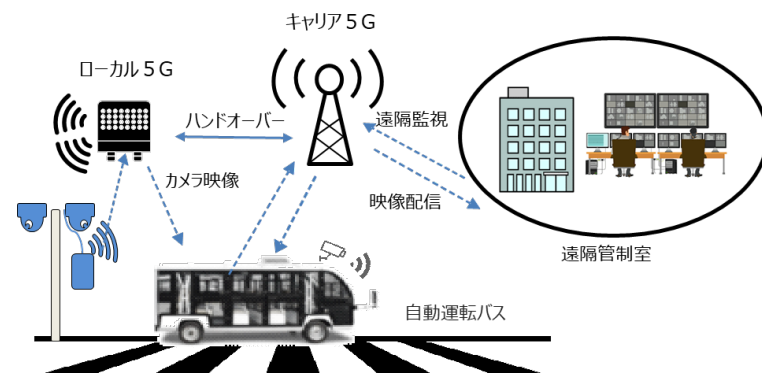 キャリア５G
ローカル５G
ハンドオーバー
遠隔監視
カメラ映像
映像配信
遠隔管制室
自動運転バス